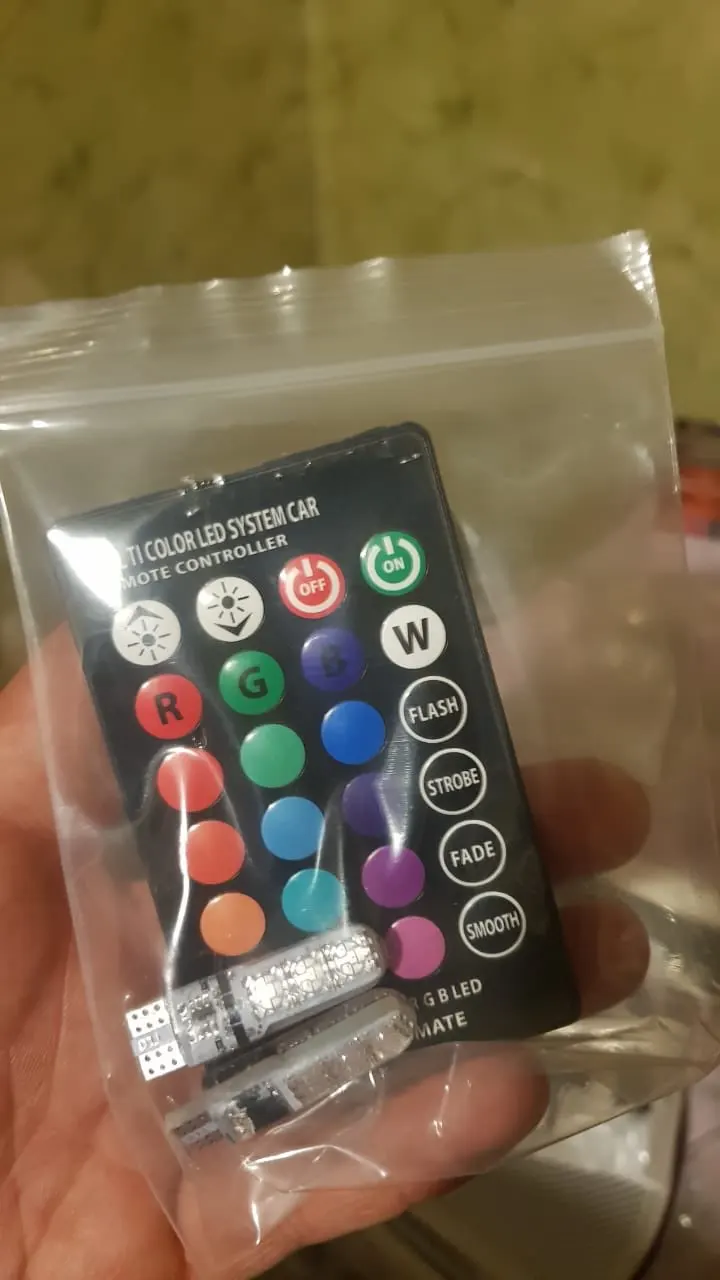 TI COLOR LED SYSTEM CAR
MOTE CONTROLLER
OFF ON
R G B W
FLASH
STROBE
FADE
SMOOTH
R G B LED
MATE